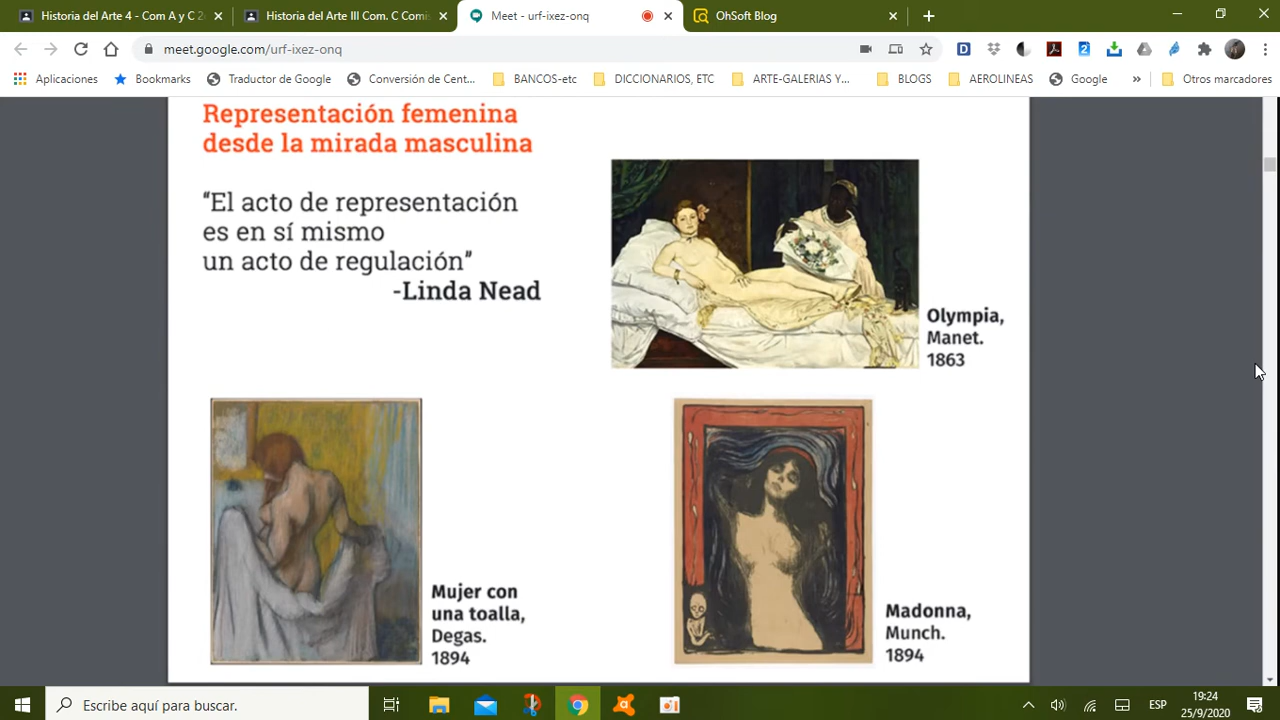 Historial del Arte 4 - Com A y C 2
Historia del Arte III Com. C Comis
Meet - urf-ixez-onq
OhSoft Blog
meet.google.com/urf-ixez-onq
Aplicaciones
Bookmarks
Traductor de Google
Conversión de Cent...
BANCOS-etc
DICCIONARIOS, ETC
ARTE-GALERIAS Y...
BLOGS
AEROLINEAS
Google
Otros marcadores
Representación femenina
desde la mirada masculina
“El acto de representación
es en sí mismo
un acto de regulación”
-Linda Nead
Olympia,
Manet.
1863
Mujer con
una toalla,
Degas.
1894
Madonna,
Munch.
1894
Escribe aquí para buscar.
ESP
19:24
25/9/2020